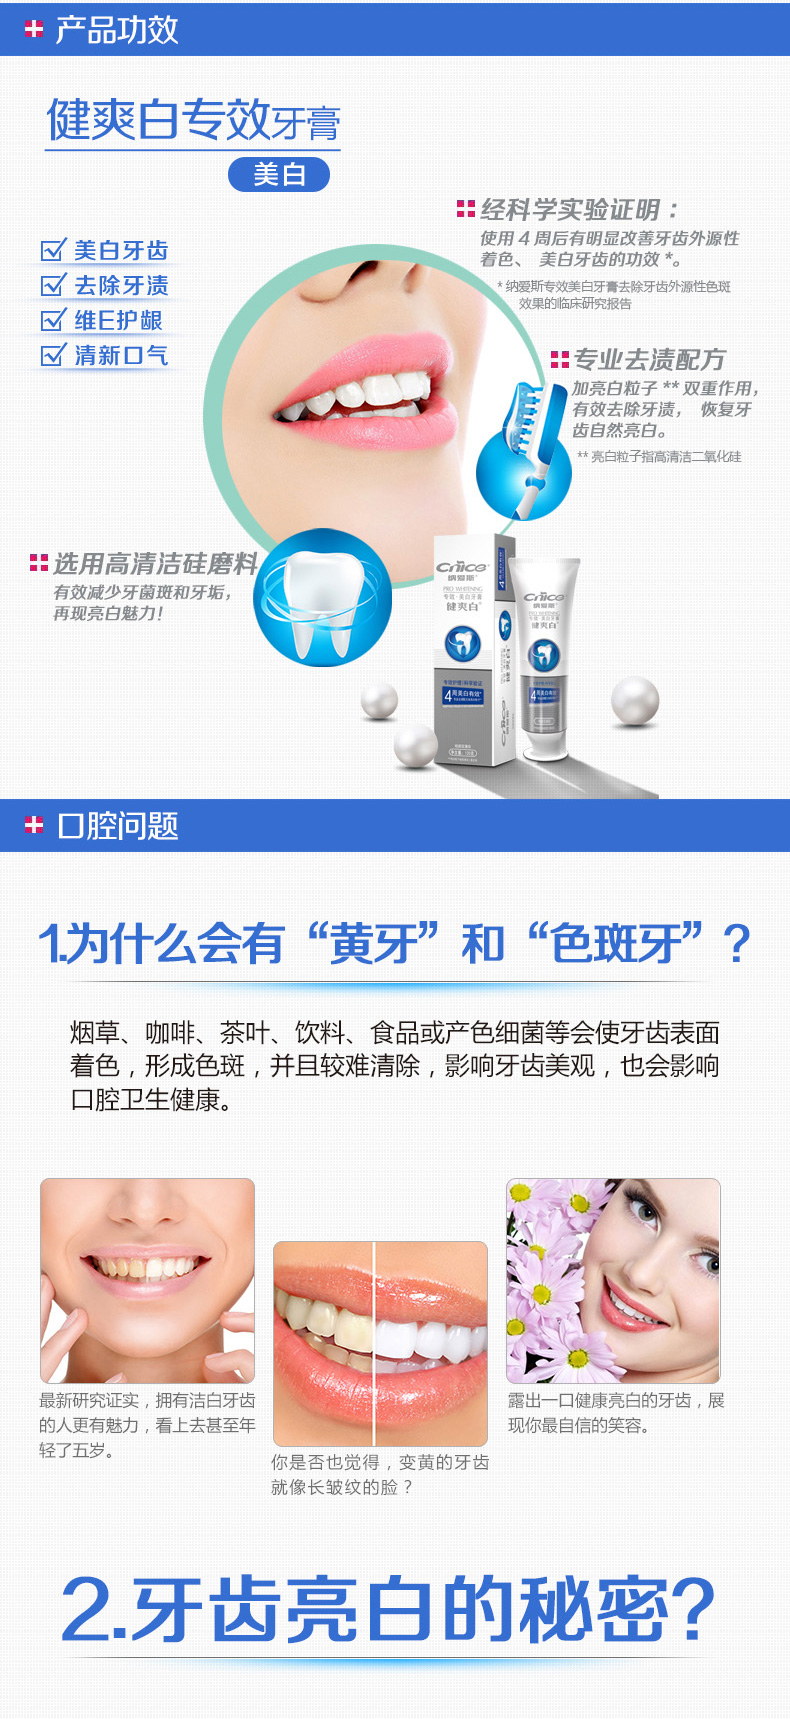 产品功效
健爽白专效牙膏
美白
经科学实验证明：
使用 4 周后有明显改善牙齿外源性
着色、 美白牙齿的功效 *。
* 纳爱斯专效美白牙膏去除牙齿外源性色斑
效果的临床研究报告
美白牙齿
去除牙渍
维E护龈
清新口气
专业去渍配方
加亮白粒子 ** 双重作用，
有效去除牙渍， 恢复牙
齿自然亮白。
** 亮白粒子指高清洁二氧化硅
选用高清洁硅磨料
有效减少牙菌斑和牙垢，
再现亮白魅力！
Cnice
纳爱斯
PRO WHITENING
专效·美白牙膏
健爽白
4周美白有效
Cnice
纳爱斯
健爽白
4周美白有效
口腔问题
1.为什么会有“黄牙”和“色斑牙”？
烟草、咖啡、茶叶、饮料、食品或产色细菌等会使牙齿表面
着色，形成色斑，并且较难清除，影响牙齿美观，也会影响
口腔卫生健康。
最新研究证实，拥有洁白牙齿
的人更有魅力，看上去甚至年
轻了五岁。
你是否也觉得，变黄的牙齿
就像长皱纹的脸？
露出一口健康亮白的牙齿，展
现你最自信的笑容。
2.牙齿亮白的秘密？